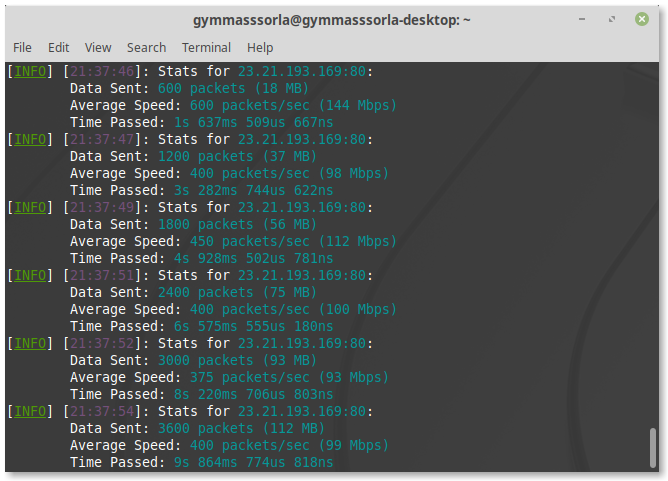 gymmasssorla@gymmasssorla-desktop: ~
File Edit View Search Terminal Help
[INFO] [21:37:46]: Stats for 23.21.193.169:80:
Data Sent: 600 packets (18 MB)
Average Speed: 600 packets/sec (144 Mbps)
Time Passed: 1s 637ms 509us 667ns
[INFO] [21:37:47]: Stats for 23.21.193.169:80:
Data Sent: 1200 packets (37 MB)
Average Speed: 400 packets/sec (98 Mbps)
Time Passed: 3s 282ms 744us 622ns
[INFO] [21:37:49]: Stats for 23.21.193.169:80:
Data Sent: 1800 packets (56 MB)
Average Speed: 450 packets/sec (112 Mbps)
Time Passed: 4s 928ms 502us 781ns
[INFO] [21:37:51]: Stats for 23.21.193.169:80:
Data Sent: 2400 packets (75 MB)
Average Speed: 400 packets/sec (100 Mbps)
Time Passed: 6s 575ms 555us 180ns
[INFO] [21:37:52]: Stats for 23.21.193.169:80:
Data Sent: 3000 packets (93 MB)
Average Speed: 375 packets/sec (93 Mbps)
Time Passed: 8s 220ms 706us 803ns
[INFO] [21:37:54]: Stats for 23.21.193.169:80:
Data Sent: 3600 packets (112 MB)
Average Speed: 400 packets/sec (99 Mbps)
Time Passed: 9s 864ms 774us 818ns